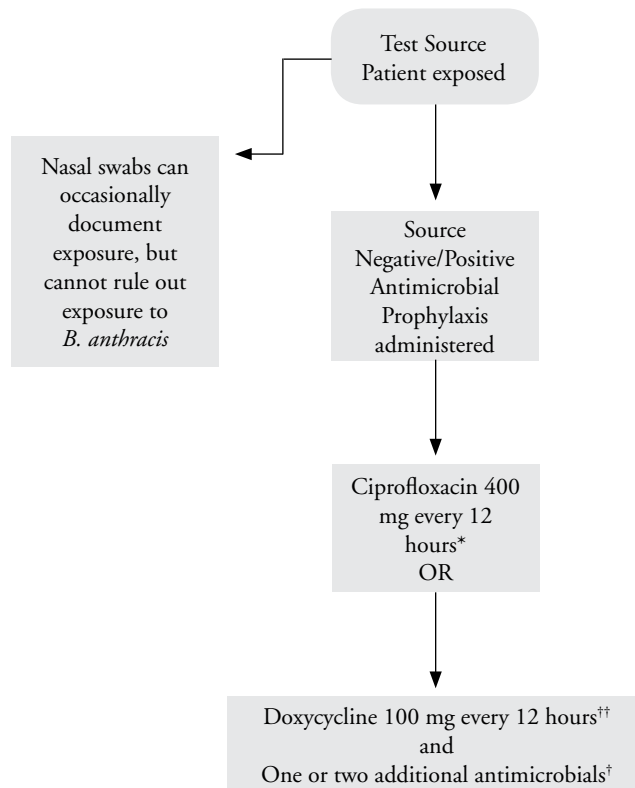 Test Source
Patient exposed
Nasal swabs can
occasionally
document
exposure, but
cannot rule out
exposure to
B. anthracis
Source
Negative/Positive
Antimicrobial
Prophylaxis
administered
Ciprofloxacin 400
mg every 12
hours*
OR
Doxycycline 100 mg every 12 hours††
and
One or two additional antimicrobials†